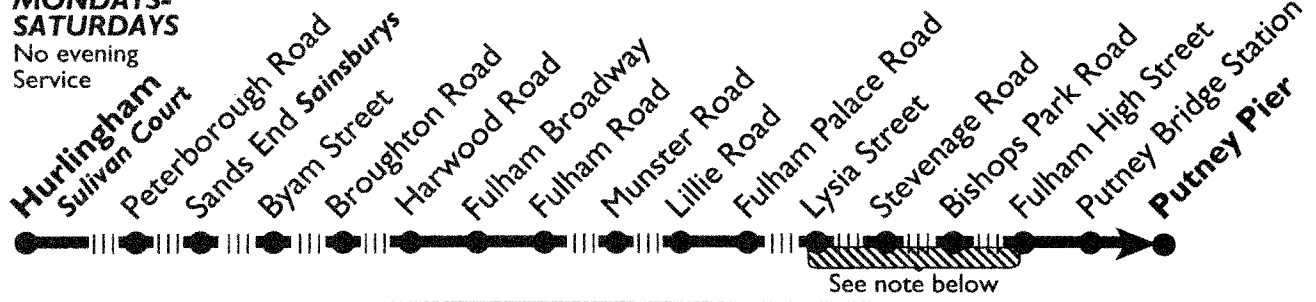 MONDAYS-
SATURDAYS
No evening
Service
Hurlingham
Sulivan Court
Peterborough Road
Sands End Sainsburys
Byam Street
Broughton Road
Harwood Road
Fulham Broadway
Fulham Road
Munster Road
Lillie Road
Fulham Palace Road
Lysia Street
Stevenage Road
Bishops Park Road
Fulham High Street
Putney Bridge Station
Putney Pier
See note below